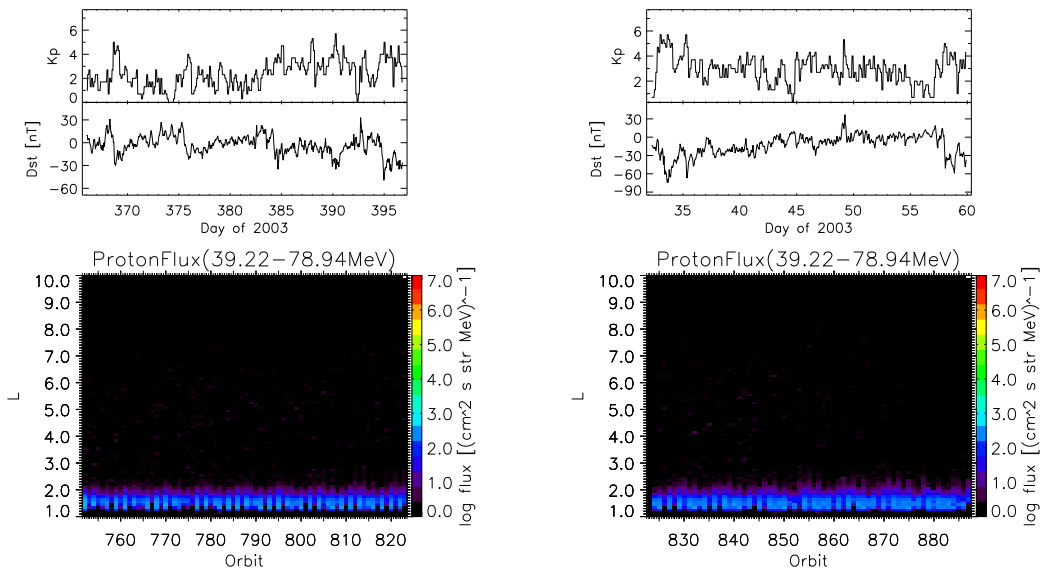 6
4
2
0
Kp
30
0
−30
−60
Dst [nT]
370 375 380 385 390 395
Day of 2003
ProtonFlux(39.22−78.94MeV)
10.0
9.0
8.0
7.0
6.0
5.0
4.0
3.0
2.0
1.0
L
760 770 780 790 800 810 820
Orbit
7.0
6.0
5.0
4.0
3.0
2.0
1.0
0.0
log flux [(cm^2 s str MeV)^−1]
6
4
2
Kp
30
0
−30
−60
−90
Dst [nT]
35 40 45 50 55 60
Day of 2003
ProtonFlux(39.22−78.94MeV)
10.0
9.0
8.0
7.0
6.0
5.0
4.0
3.0
2.0
1.0
L
830 840 850 860 870 880
Orbit
7.0
6.0
5.0
4.0
3.0
2.0
1.0
0.0
log flux [(cm^2 s str MeV)^−1]